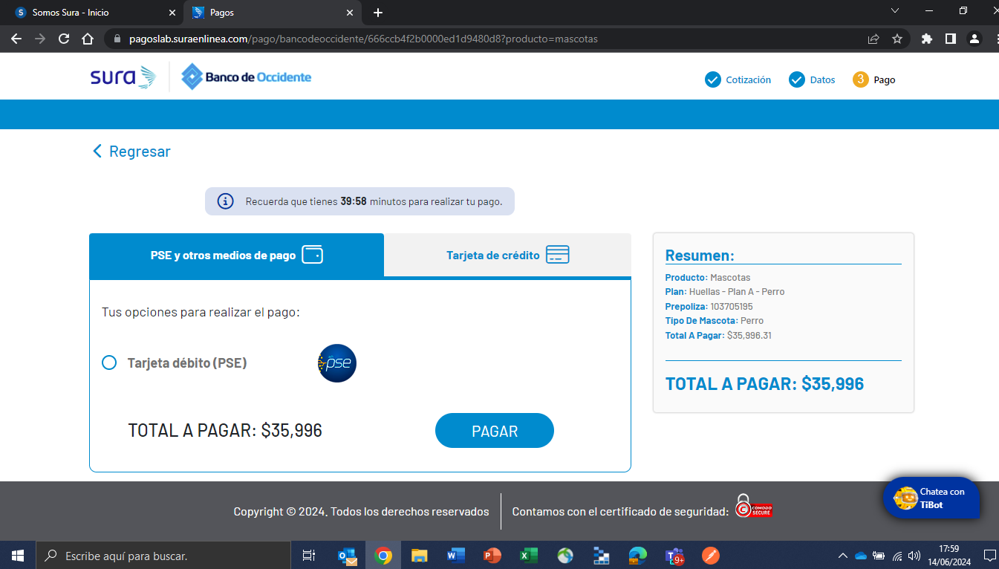 Somos Sura - Inicio
Pagos
pagoslab.suraenlinea.com/pago/bancodeoccidente/666ccb4f2b0000ed1d9480d8?producto=mascotas
sura
Banco de Occidente
Cotización
Datos
3 Pago
Regresar
Recuerda que tienes 39:58 minutos para realizar tu pago.
PSE y otros medios de pago
Tarjeta de crédito
Tus opciones para realizar el pago:
Tarjeta débito (PSE)
pse
TOTAL A PAGAR: $35,996
PAGAR
Resumen:
Producto: Mascotas
Plan: Huellas - Plan A - Perro
Prepoliza: 103705195
Tipo De Mascota: Perro
Total A Pagar: $35,996.31
TOTAL A PAGAR: $35,996
Copyright © 2024. Todos los derechos reservados
Contamos con el certificado de seguridad:
COMODO
SECURE
Chatea con
TiBot
Escribe aquí para buscar.
9+
17:59
14/06/2024